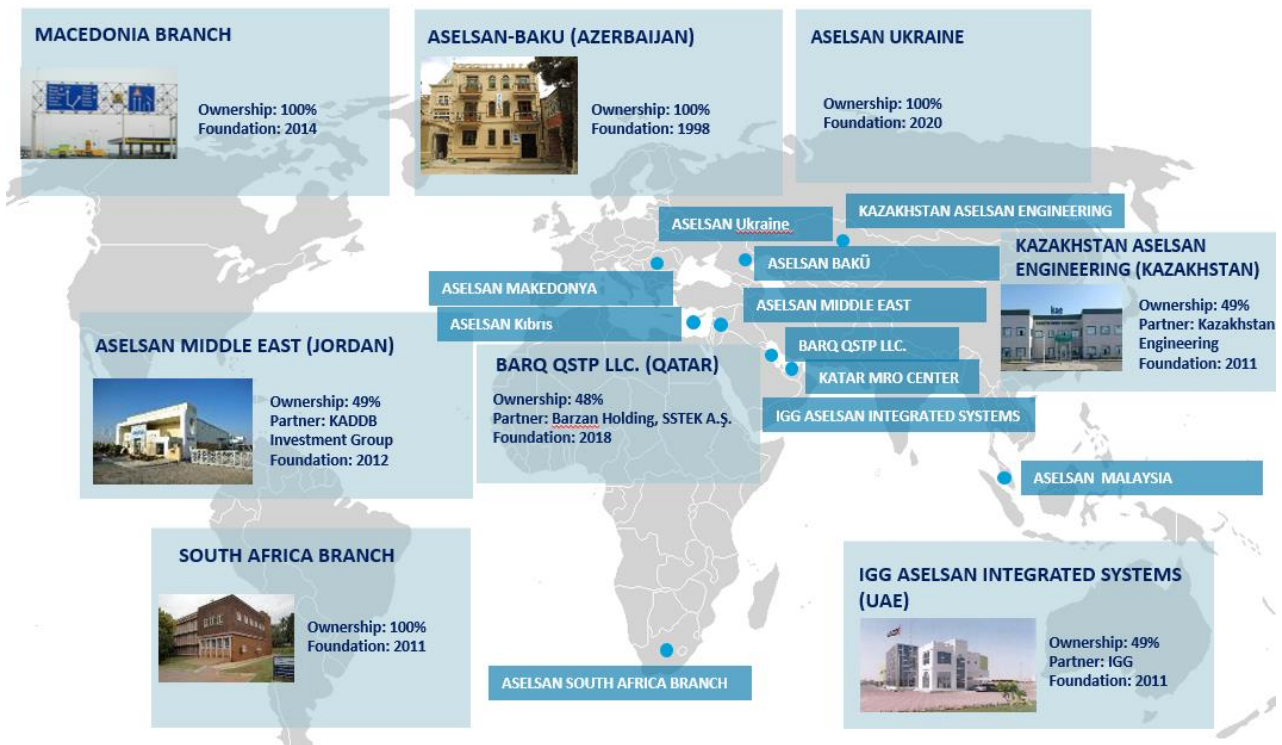 MACEDONIA BRANCH
Ownership: 100%
Foundation: 2014
ASELSAN-BAKU (AZERBAIJAN)
Ownership: 100%
Foundation: 1998
ASELSAN UKRAINE
Ownership: 100%
Foundation: 2020
ASELSAN Ukraine
KAZAKHSTAN ASELSAN ENGINEERING
ASELSAN BAKÜ
ASELSAN MAKEDONYA
ASELSAN MIDDLE EAST
ASELSAN Kıbrıs
BARQ QSTP LLC.
KATAR MRO CENTER
IGG ASELSAN INTEGRATED SYSTEMS
KAZAKHSTAN ASELSAN
ENGINEERING (KAZAKHSTAN)
kae
Ownership: 49%
Partner: Kazakhstan
Engineering
Foundation: 2011
ASELSAN MIDDLE EAST (JORDAN)
Ownership: 49%
Partner: KADDB
Investment Group
Foundation: 2012
BARQ QSTP LLC. (QATAR)
Ownership: 48%
Partner: Barzan Holding, SSTEK A.Ş.
Foundation: 2018
ASELSAN MALAYSIA
SOUTH AFRICA BRANCH
Ownership: 100%
Foundation: 2011
ASELSAN SOUTH AFRICA BRANCH
IGG ASELSAN INTEGRATED SYSTEMS
(UAE)
Ownership: 49%
Partner: IGG
Foundation: 2011